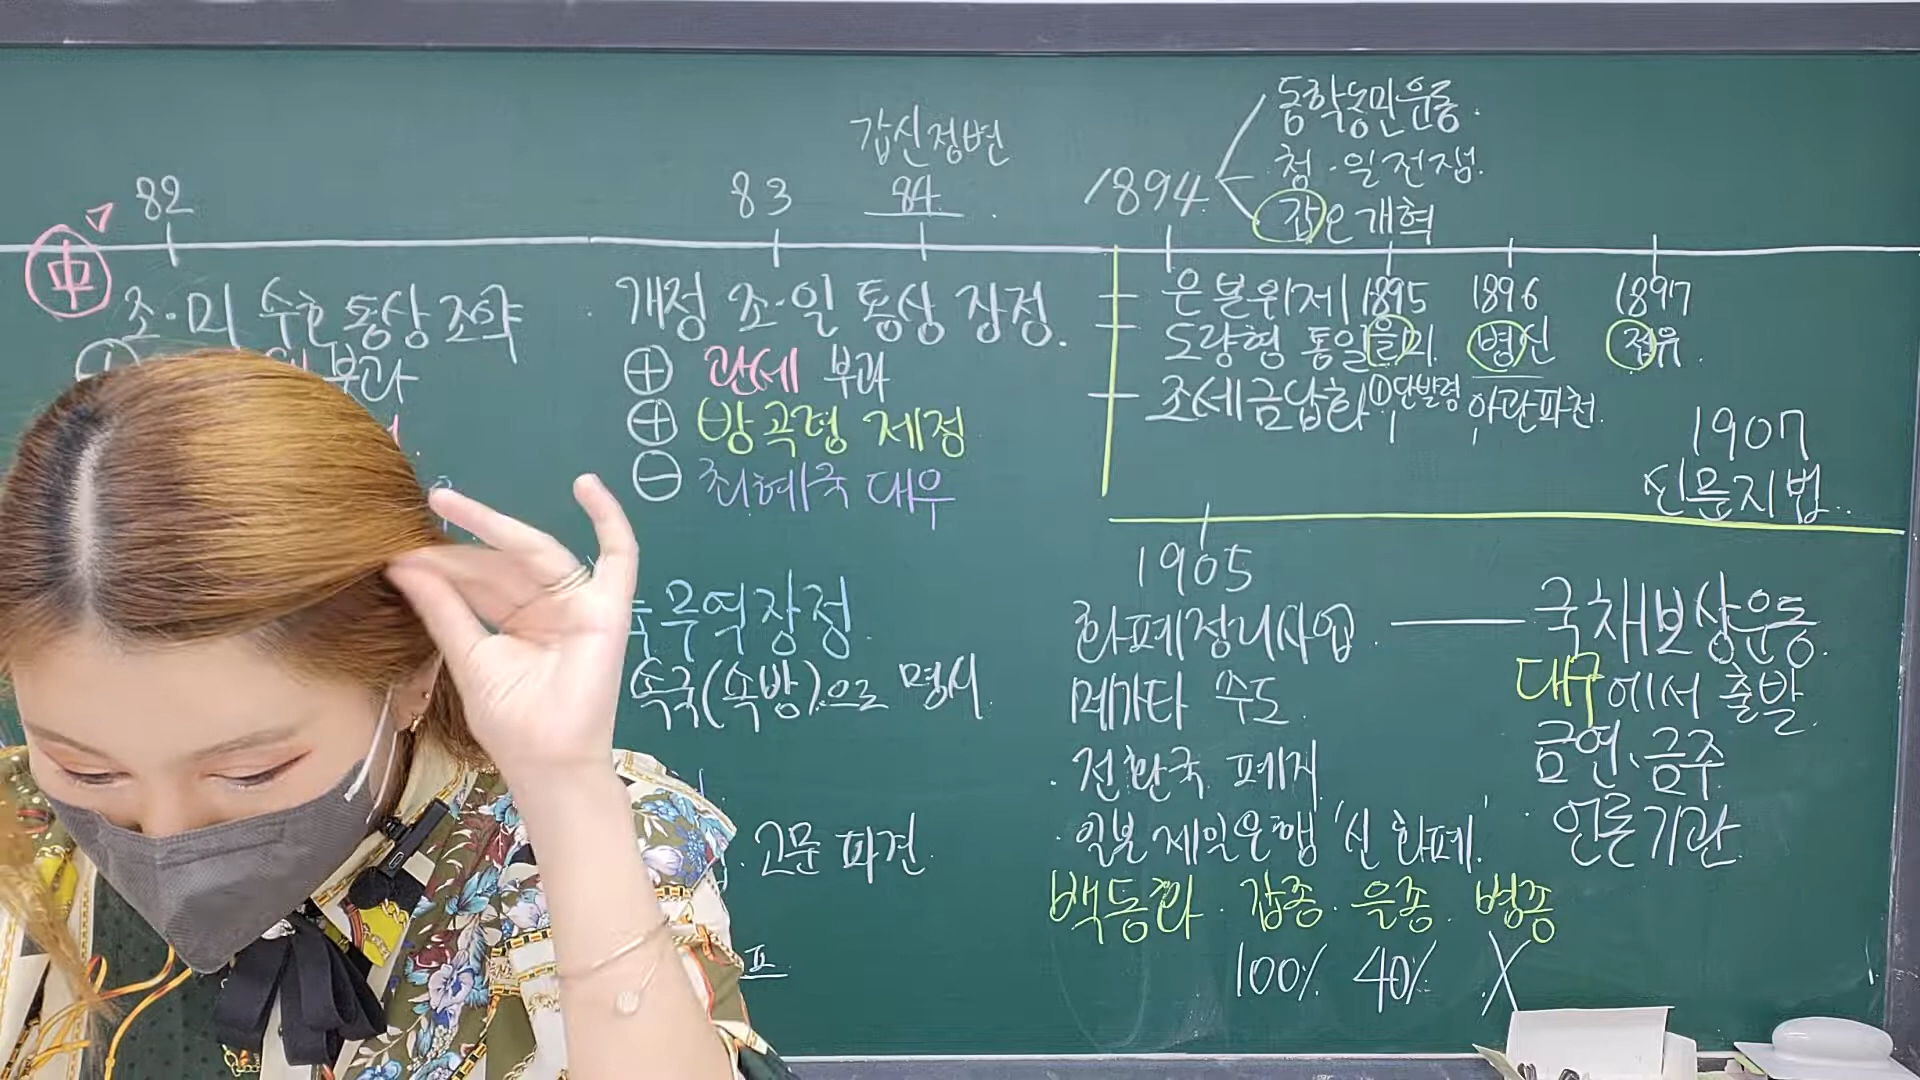 82
中
조·미 수호 통상 조약
부과
83
갑신정변
84
개정 조·일 통상 장정.
⊕ 관세 부과
⊕ 방곡령 제정
⊖ 최혜국 대우
무역장정.
속국(속방)으로 명시
고문 파견
1894
동학농민운동.
청·일전쟁.
갑오개혁
- 은본위제
- 도량형 통일
- 조세금납화
1895
을미.
①단발령
1896
병신
아관파천.
1897
정유.
1907
신문지법..
1905
화폐정리사업 — 국채보상운동.
메가타 주도.
· 전환국 폐지
· 일본 제일은행 '신 화폐'.
대구에서 출발
금연、금주
· 언론기관
백동화 · 갑종 · 을종 · 병종
100% 40% X